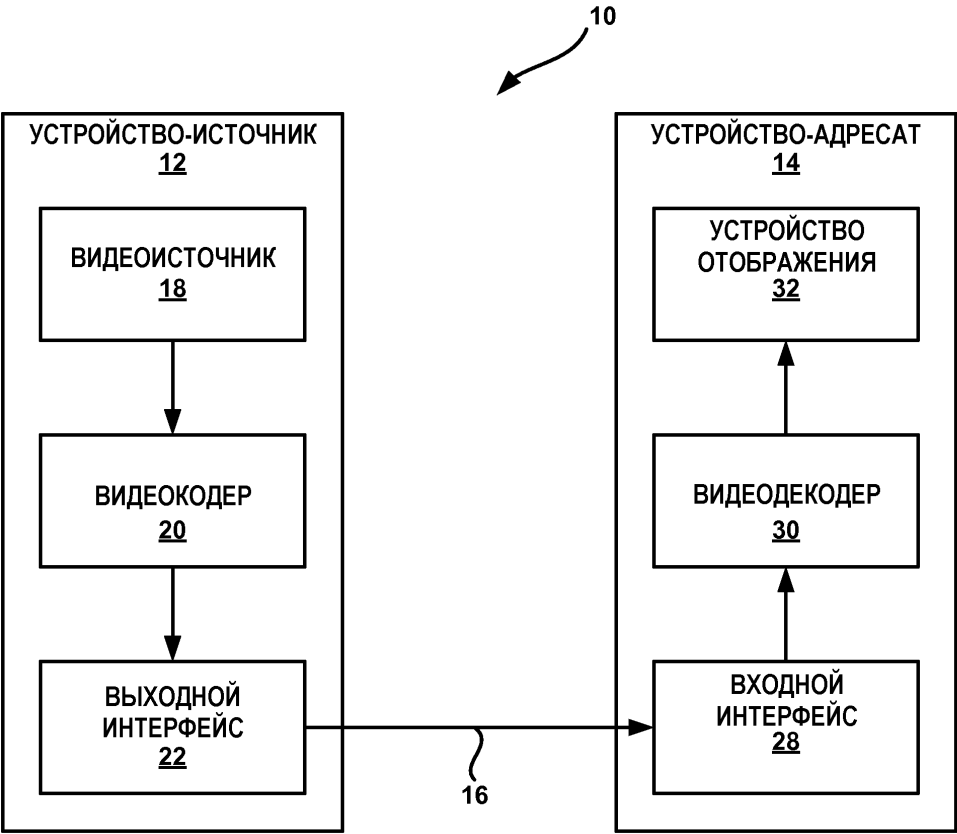 10
УСТРОЙСТВО-ИСТОЧНИК
12
ВИДЕОИСТОЧНИК
18
ВИДЕОКОДЕР
20
ВЫХОДНОЙ
ИНТЕРФЕЙС
22
16
УСТРОЙСТВО-АДРЕСАТ
14
УСТРОЙСТВО
ОТОБРАЖЕНИЯ
32
ВИДЕОДЕКОДЕР
30
ВХОДНОЙ
ИНТЕРФЕЙС
28